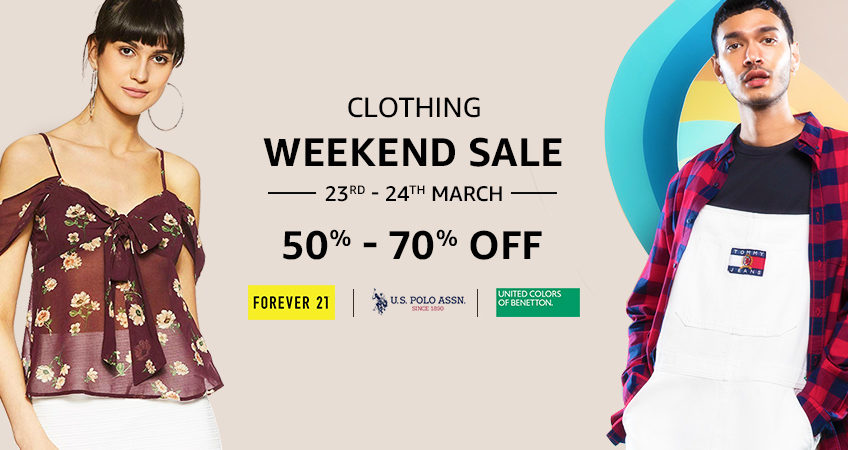 CLOTHING
WEEKEND SALE
23RD - 24TH MARCH
50% - 70% OFF
FOREVER 21
U.S. POLO ASSN.
SINCE 1890
UNITED COLORS
OF BENETTON.
TOMMY
JEANS